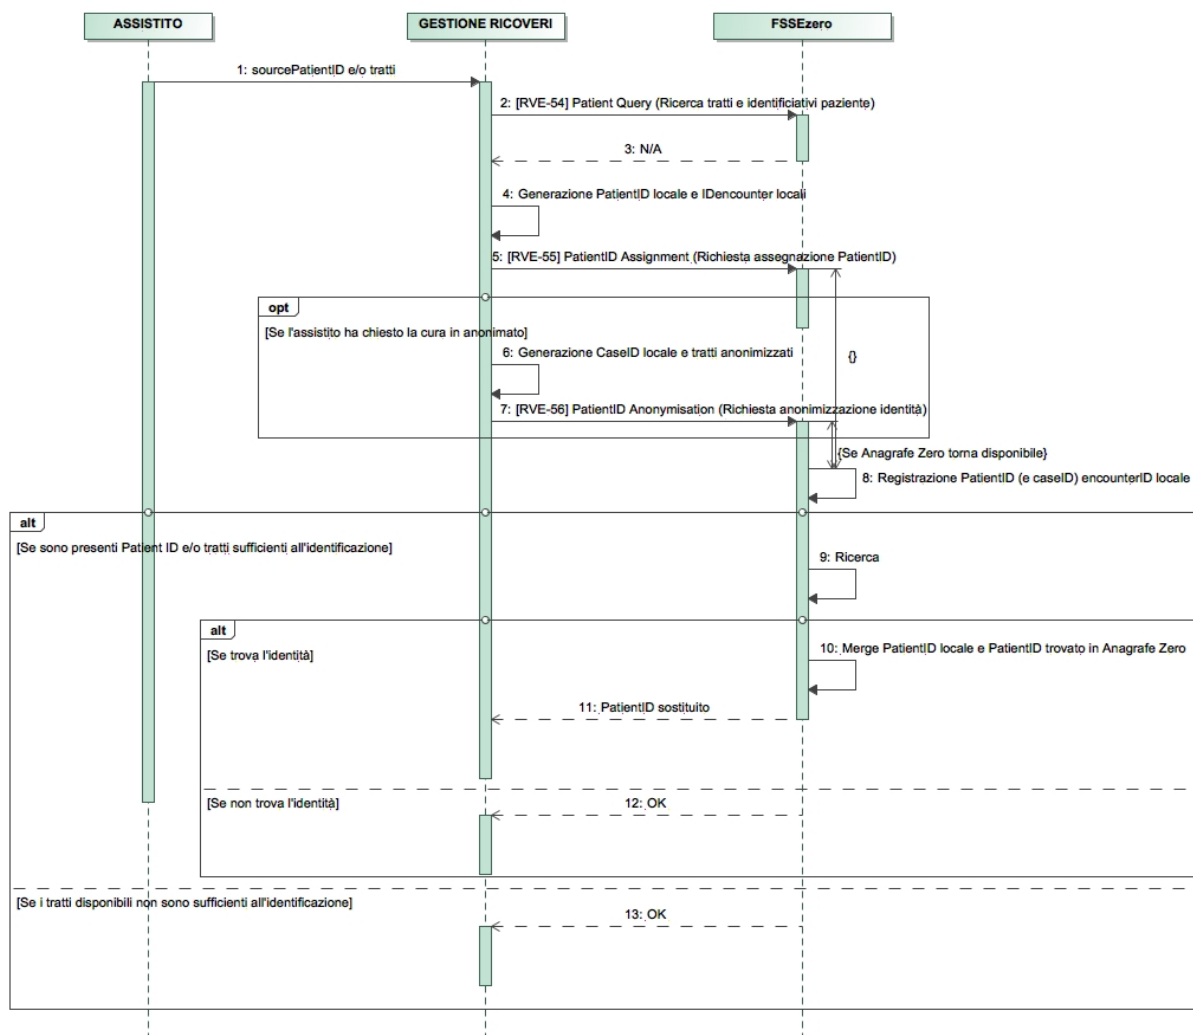 ASSISTITO
GESTIONE RICOVERI
FSSEzero
1: sourcePatientID e/o tratti
2: [RVE-54] Patient Query (Ricerca tratti e identificiativi paziente)
3: N/A
4: Generazione PatientID locale e IDencounter locali
5: [RVE-55] PatientID Assignment (Richiesta assegnazione PatientID)
opt
[Se l'assistito ha chiesto la cura in anonimato]
6: Generazione CaseID locale e tratti anonimizzati
{}
7: [RVE-56] PatientID Anonymisation (Richiesta anonimizzazione identità)
{Se Anagrafe Zero torna disponibile}
8: Registrazione PatientID (e caseID) encounterID locale
alt
[Se sono presenti Patient ID e/o tratti sufficienti all'identificazione]
9: Ricerca
alt
[Se trova l'identità]
10: Merge PatientID locale e PatientID trovato in Anagrafe Zero
11: PatientID sostituito
[Se non trova l'identità]
12: OK
[Se i tratti disponibili non sono sufficienti all'identificazione]
13: OK